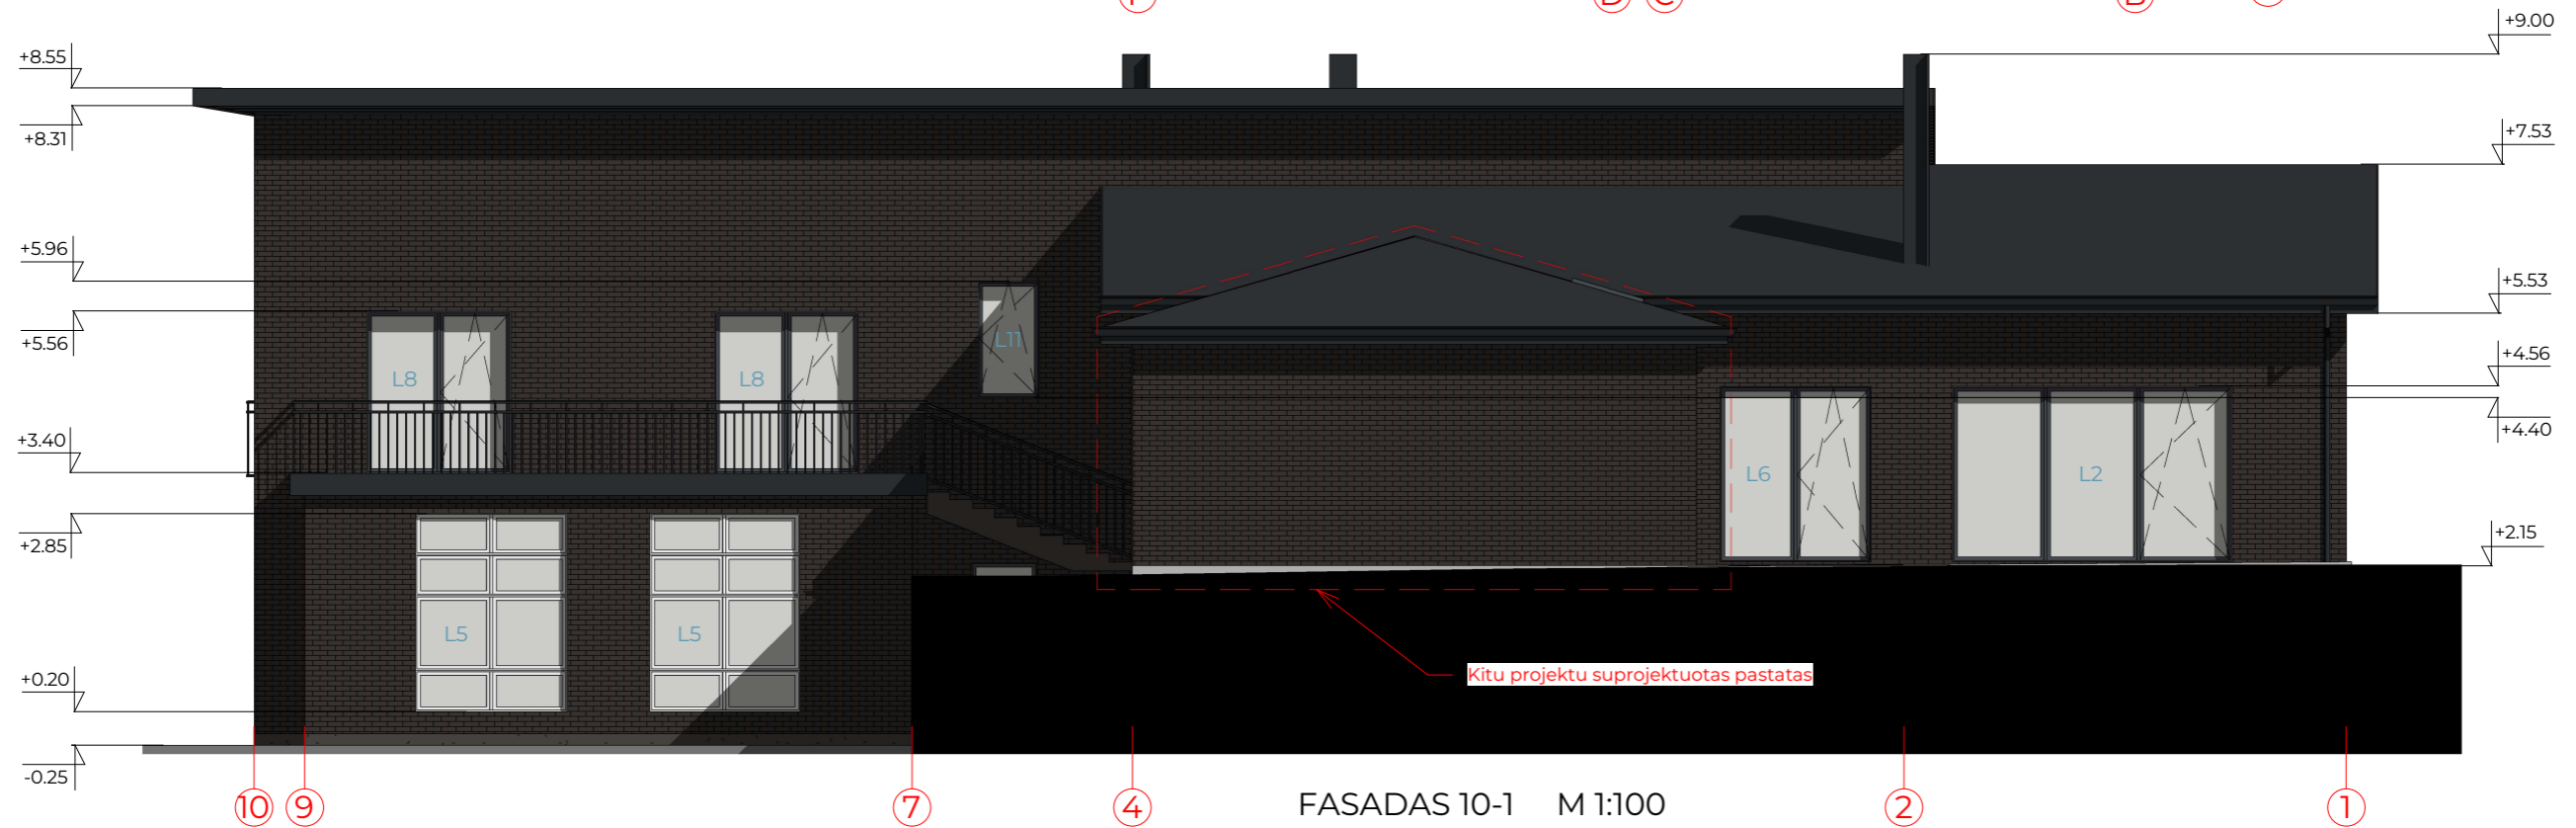 F D C B
+9.00
+8.55
+8.31
+7.53
+5.96
+5.53
+5.56
+4.56
L11
L8 L8
+4.40
+3.40
L6 L2
+2.85
+2.15
L5 L5
Kitu projektu suprojektuotas pastatas
+0.20
-0.25
10 9 7 4 2 1
FASADAS 10-1 M 1:100